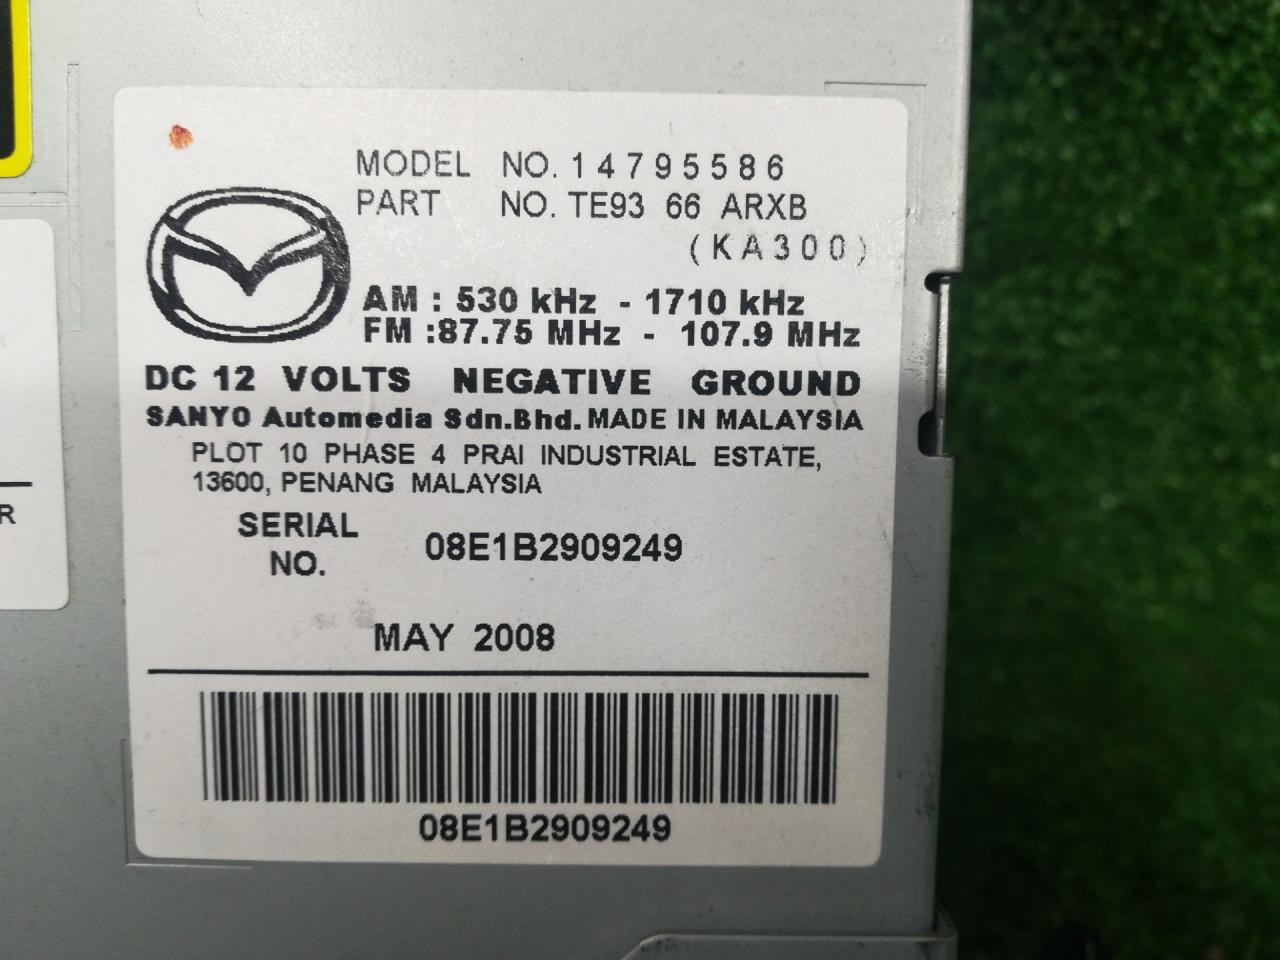 MODEL NO. 14795586
PART NO. TE93 66 ARXB
(KA300)
AM : 530 kHz - 1710 kHz
FM :87.75 MHz - 107.9 MHz
DC 12 VOLTS NEGATIVE GROUND
SANYO Automedia Sdn.Bhd. MADE IN MALAYSIA
PLOT 10 PHASE 4 PRAI INDUSTRIAL ESTATE,
13600, PENANG MALAYSIA
R
SERIAL
NO. 08E1B2909249
MAY 2008
08E1B2909249